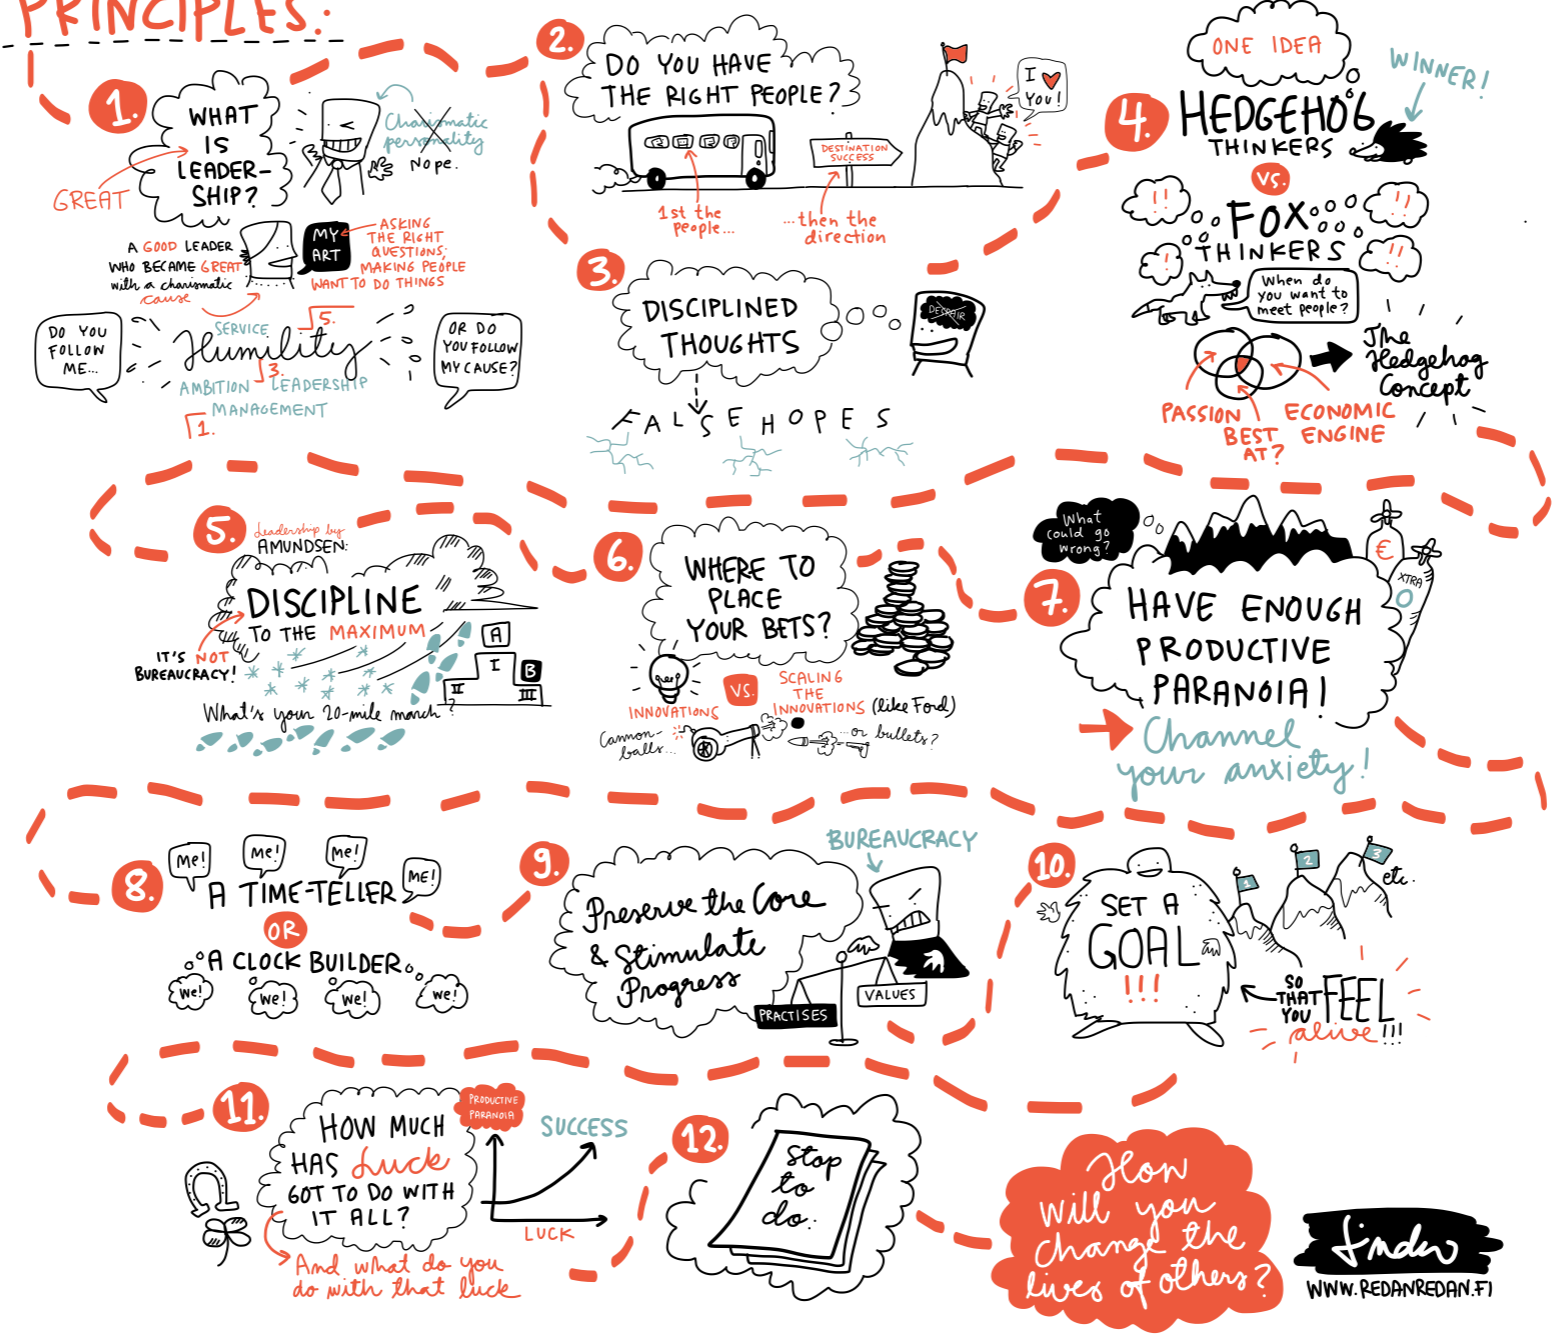 PRINCIPLES:
1.
WHAT
IS
LEADER-
SHIP?
GREAT
Charismatic
personality
Nope.
A GOOD LEADER
WHO BECAME GREAT
with a charismatic
cause
MY
ART
ASKING
THE RIGHT
QUESTIONS;
MAKING PEOPLE
WANT TO DO THINGS
DO YOU
FOLLOW
ME...
SERVICE
5.
Humility
3.
AMBITION LEADERSHIP
MANAGEMENT
1.
OR DO
YOU FOLLOW
MY CAUSE?
2.
DO YOU HAVE
THE RIGHT PEOPLE?
I
YOU!
DESTINATION
SUCCESS
1st the
people...
...then the
direction
3.
DISCIPLINED
THOUGHTS
DESPAIR
FALSE HOPES
4.
ONE IDEA
WINNER!
HEDGEHOG
THINKERS
VS.
!!
!!
FOX
THINKERS
!
!!
When do
you want to
meet people?
The
Hedgehog
Concept
PASSION
BEST
AT?
ECONOMIC
ENGINE
5.
Leadership by
AMUNDSEN:
DISCIPLINE
TO THE MAXIMUM
IT'S NOT
BUREAUCRACY!
A
I
B
II
III
What's your 20-mile march?
6.
WHERE TO
PLACE
YOUR BETS?
INNOVATIONS
VS.
SCALING
THE
INNOVATIONS (like Ford)
Cannon-
balls...
...or bullets?
7.
What
could go
wrong?
€
XTRA
O
HAVE ENOUGH
PRODUCTIVE
PARANOIA!
Channel
your anxiety!
8.
Me!
Me!
Me!
ME!
A TIME-TELLER
OR
A CLOCK BUILDER
We!
We!
We!
We!
9.
BUREAUCRACY
Preserve the Core
& Stimulate
Progress
PRACTISES
VALUES
10.
SET A
GOAL
!!!
1
2
3
etc.
SO
THAT
YOU
FEEL
alive!!!
11.
HOW MUCH
HAS Luck
GOT TO DO WITH
IT ALL?
And what do you
do with that luck
PRODUCTIVE
PARANOIA
SUCCESS
LUCK
12.
Stop
to
do:
How
will you
change the
lives of others?
WWW.REDANREDAN.FI